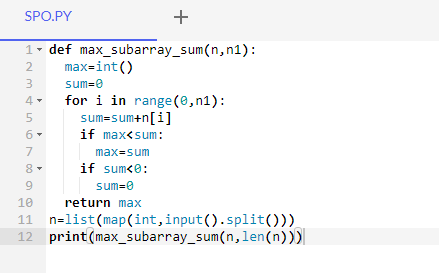 SPO.PY +
1 def max_subarray_sum(n,n1):
2   max=int()
3   sum=0
4   for i in range(0,n1):
5     sum=sum+n[i]
6     if max<sum:
7       max=sum
8     if sum<0:
9       sum=0
10   return max
11 n=list(map(int,input().split()))
12 print(max_subarray_sum(n,len(n)))